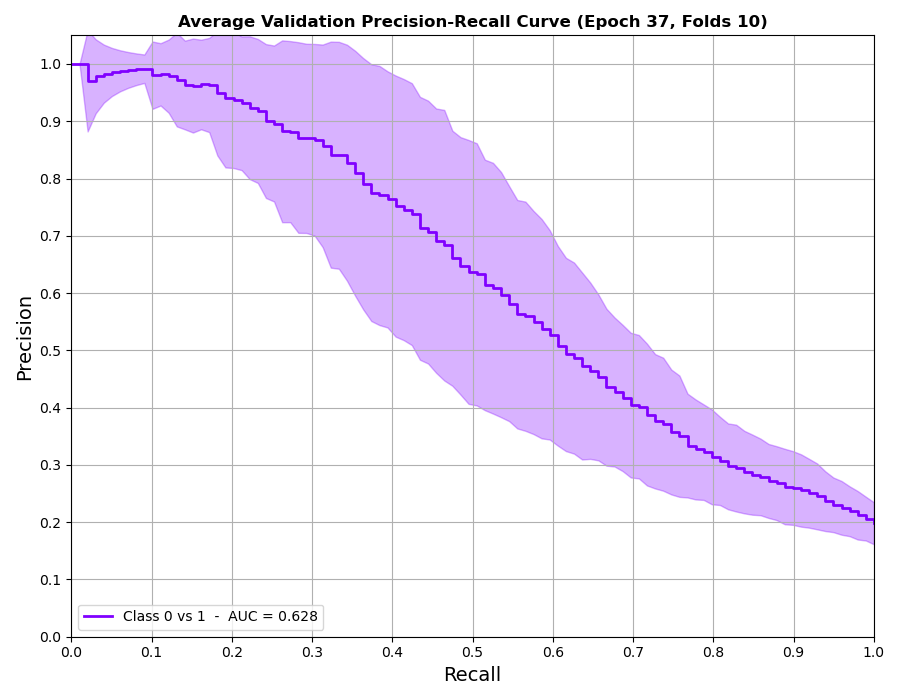 Average Validation Precision-Recall Curve (Epoch 37, Folds 10)
1.0
0.9
0.8
0.7
0.6
0.5
0.4
0.3
0.2
0.1
0.0
Precision
Class 0 vs 1  -  AUC = 0.628
0.0 0.1 0.2 0.3 0.4 0.5 0.6 0.7 0.8 0.9 1.0
Recall